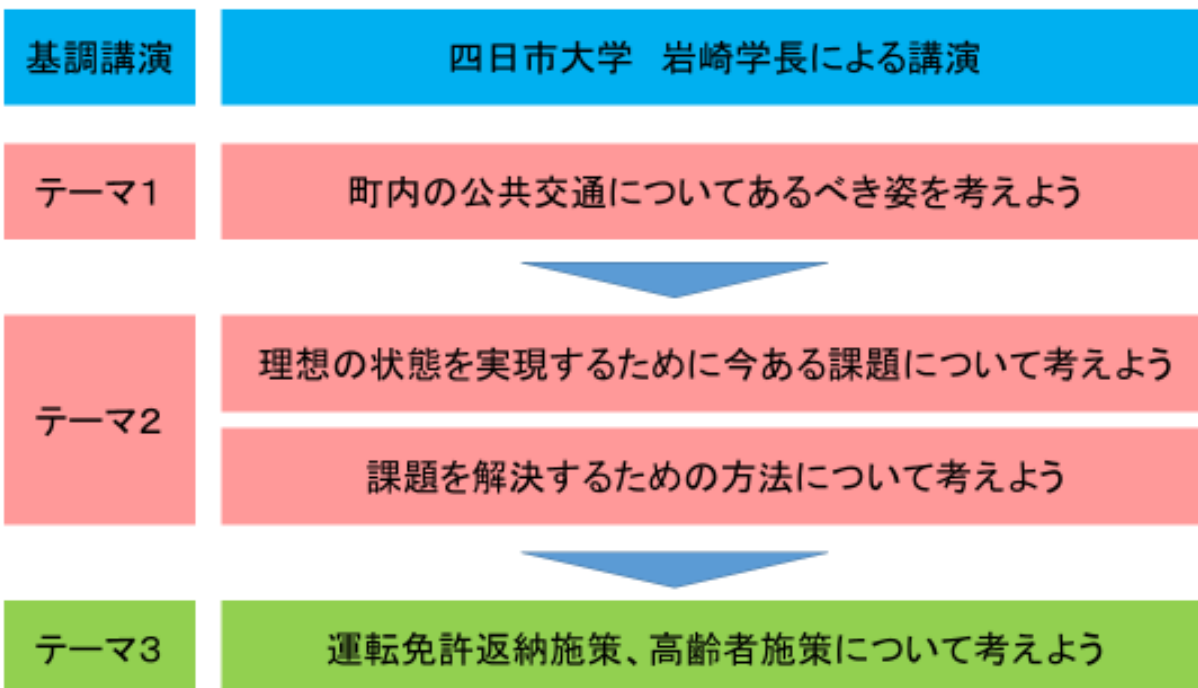 基調講演
四日市大学　岩崎学長による講演
テーマ1
町内の公共交通についてあるべき姿を考えよう
テーマ2
理想の状態を実現するために今ある課題について考えよう
課題を解決するための方法について考えよう
テーマ3
運転免許返納施策、高齢者施策について考えよう